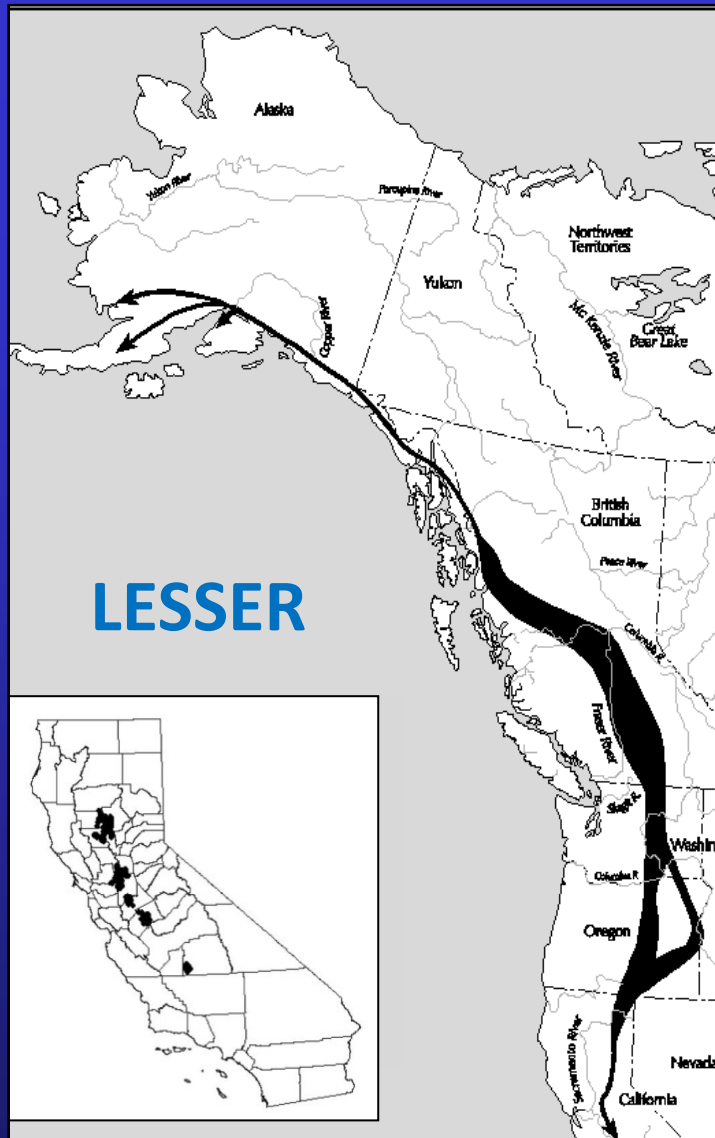 Alaska
Yukon River
Porcupine River
Northwest
Territories
Yukon
Great
Bear Lake
Mc Kenzie River
Copper River
British
Columbia
Peace River
LESSER
Columbia R.
Fraser River
Skagit R.
Washin
Columbia R.
Oregon
Sacramento River
Nevada
California